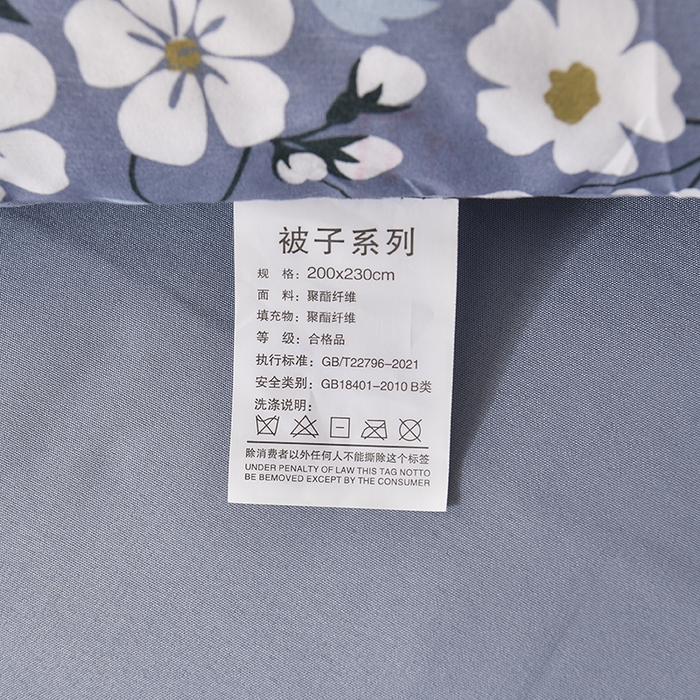 被子系列
规 格：200x230cm
面 料：聚酯纤维
填充物：聚酯纤维
等 级：合格品
执行标准：GB/T22796-2021
安全类别：GB18401-2010 B类
洗涤说明：
除消费者以外任何人不能撕除这个标签
UNDER PENALTY OF LAW THIS TAG NOTTO
BE BEMOVED EXCEPT BY THE CONSUMER